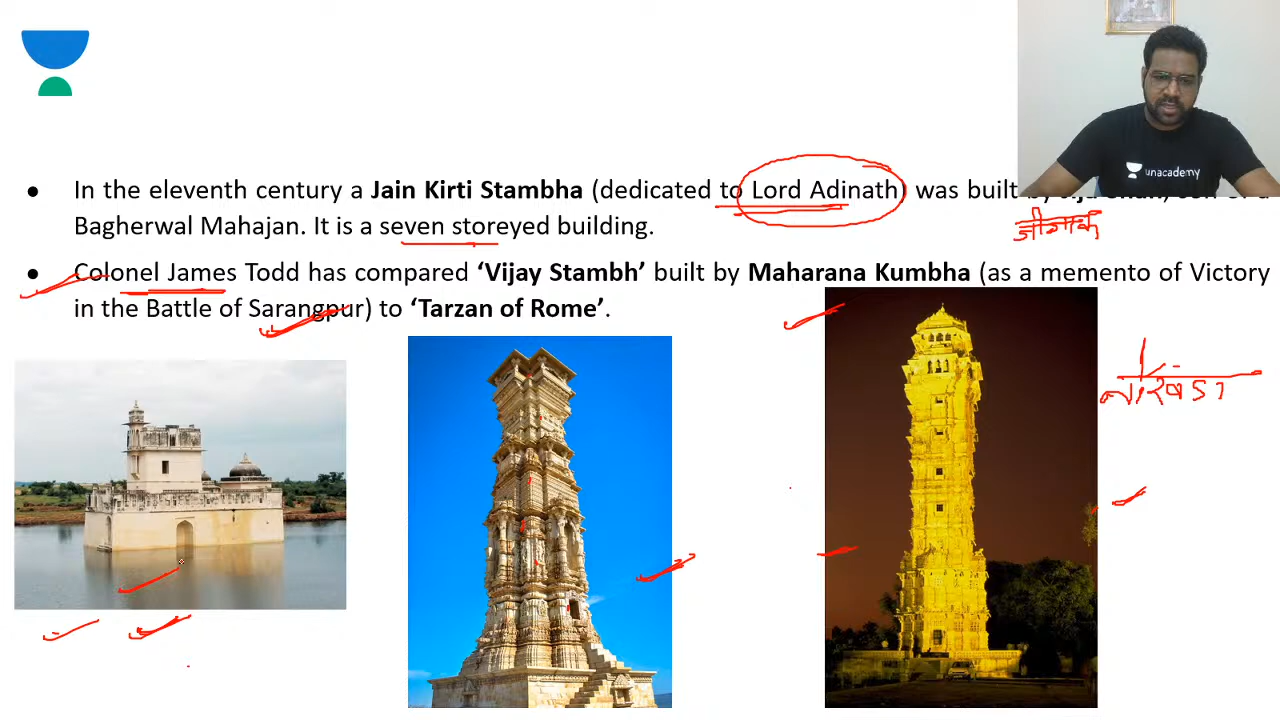 unacademy
In the eleventh century a Jain Kirti Stambha (dedicated to Lord Adinath) was built
Bagherwal Mahajan. It is a seven storeyed building.
Colonel James Todd has compared ‘Vijay Stambh’ built by Maharana Kumbha (as a memento of Victory
in the Battle of Sarangpur) to ‘Tarzan of Rome’.